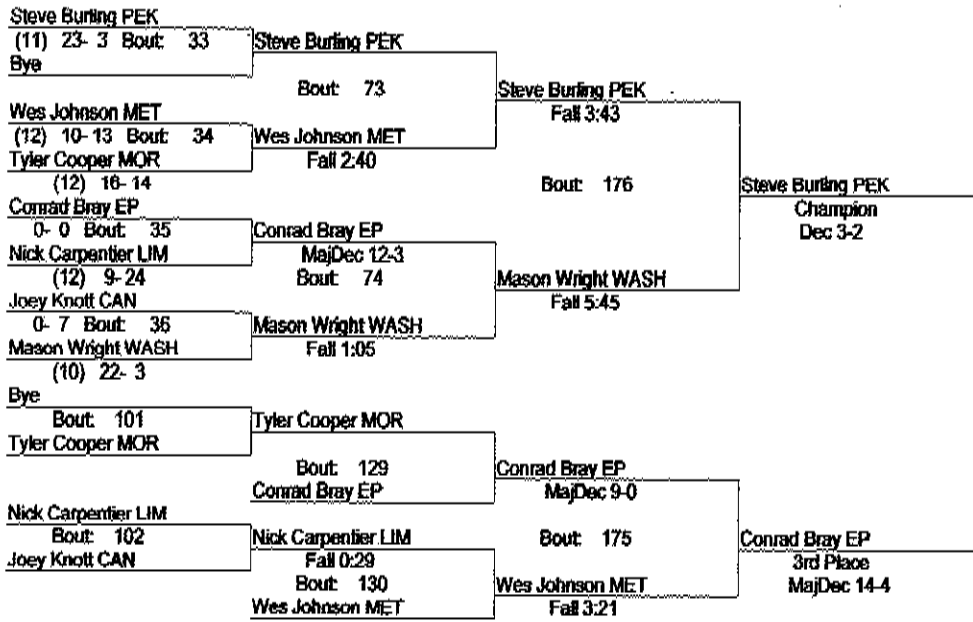 Steve Burling PEK
(11) 23- 3 Bout: 33
Bye
Steve Burling PEK
Bout: 73
Wes Johnson MET
(12) 10- 13 Bout: 34
Tyler Cooper MOR
(12) 16- 14
Wes Johnson MET
Fall 2:40
Steve Burling PEK
Fall 3:43
Bout: 176
Conrad Bray EP
0- 0 Bout: 35
Nick Carpentier LIM
(12) 9- 24
Conrad Bray EP
MajDec 12-3
Bout: 74
Joey Knott CAN
0- 7 Bout: 36
Mason Wright WASH
(10) 22- 3
Mason Wright WASH
Fall 1:05
Mason Wright WASH
Fall 5:45
Steve Burling PEK
Champion
Dec 3-2
Bye
Bout: 101
Tyler Cooper MOR
Tyler Cooper MOR
Bout: 129
Conrad Bray EP
Conrad Bray EP
MajDec 9-0
Bout: 175
Nick Carpentier LIM
Bout: 102
Joey Knott CAN
Nick Carpentier LIM
Fall 0:29
Bout: 130
Wes Johnson MET
Wes Johnson MET
Fall 3:21
Conrad Bray EP
3rd Place
MajDec 14-4